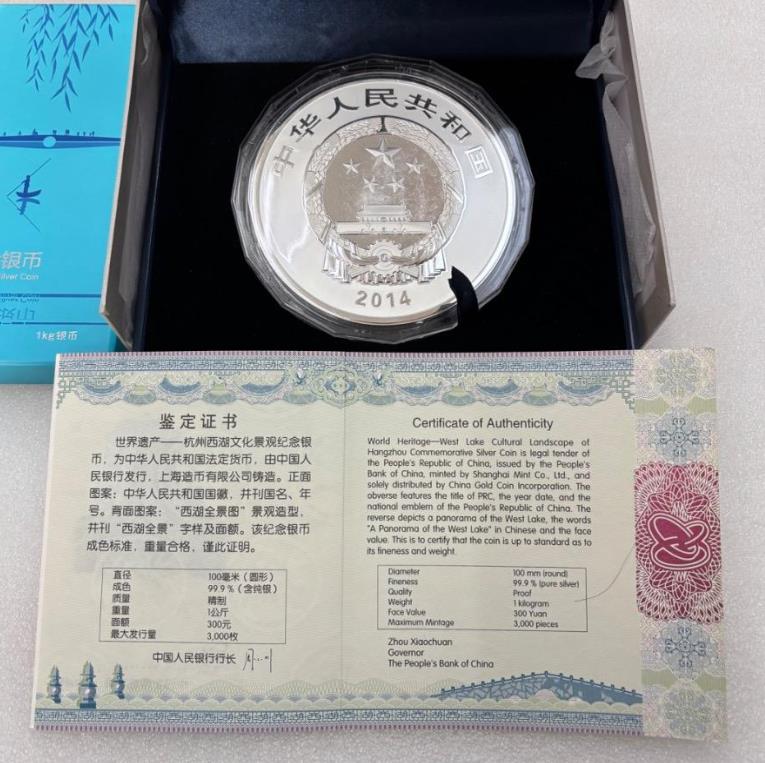 中华人民共和国
2014
银币
lver Coin
1kg银币
鉴定证书
世界遗产——杭州西湖文化景观纪念银
币，为中华人民共和国法定货币，由中国人
民银行发行，上海造币有限公司铸造。正面
图案：中华人民共和国国徽，并刊国名、年
号。背面图案：“西湖全景图”景观造型，
并刊“西湖全景”字样及面额。该纪念银币
成色标准，重量合格，谨此证明。
直径 100毫米（圆形）
成色 99.9％（含纯银）
质量 精制
重量 1公斤
面额 300元
最大发行量 3,000枚
中国人民银行行长
Certificate of Authenticity
World Heritage—West Lake Cultural Landscape of
Hangzhou Commemorative Silver Coin is legal tender of
the People's Republic of China, issued by the People's
Bank of China, minted by Shanghai Mint Co., Ltd., and
solely distributed by China Gold Coin Incorporation. The
obverse features the title of PRC, the year date, and the
national emblem of the People's Republic of China. The
reverse depicts a panorama of the West Lake, the words
"A Panorama of the West Lake" in Chinese and the face
value. This is to certify that the coin is up to standard as to
its fineness and weight.
Diameter 100 mm (round)
Fineness 99.9 % (pure silver)
Quality Proof
Weight 1 kilogram
Face Value 300 Yuan
Maximum Mintage 3,000 pieces
Zhou Xiaochuan
Governor
The People's Bank of China